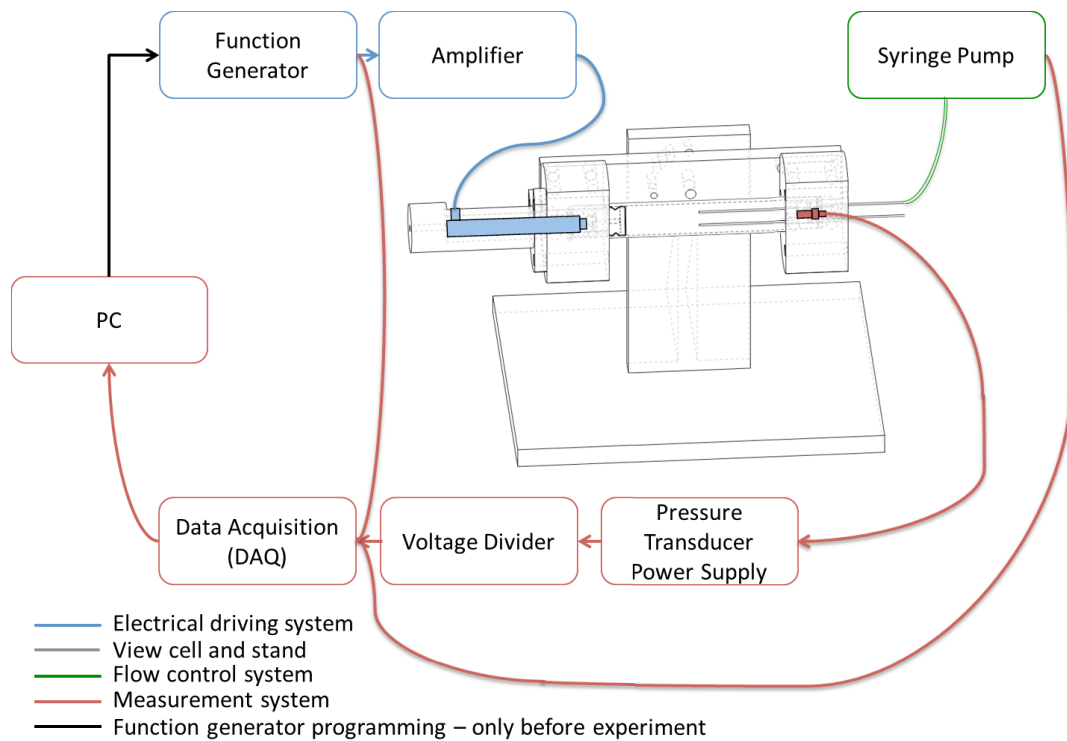 Function
Generator
Amplifier
Syringe Pump
PC
Data Acquisition
(DAQ)
Voltage Divider
Pressure
Transducer
Power Supply
Electrical driving system
View cell and stand
Flow control system
Measurement system
Function generator programming – only before experiment